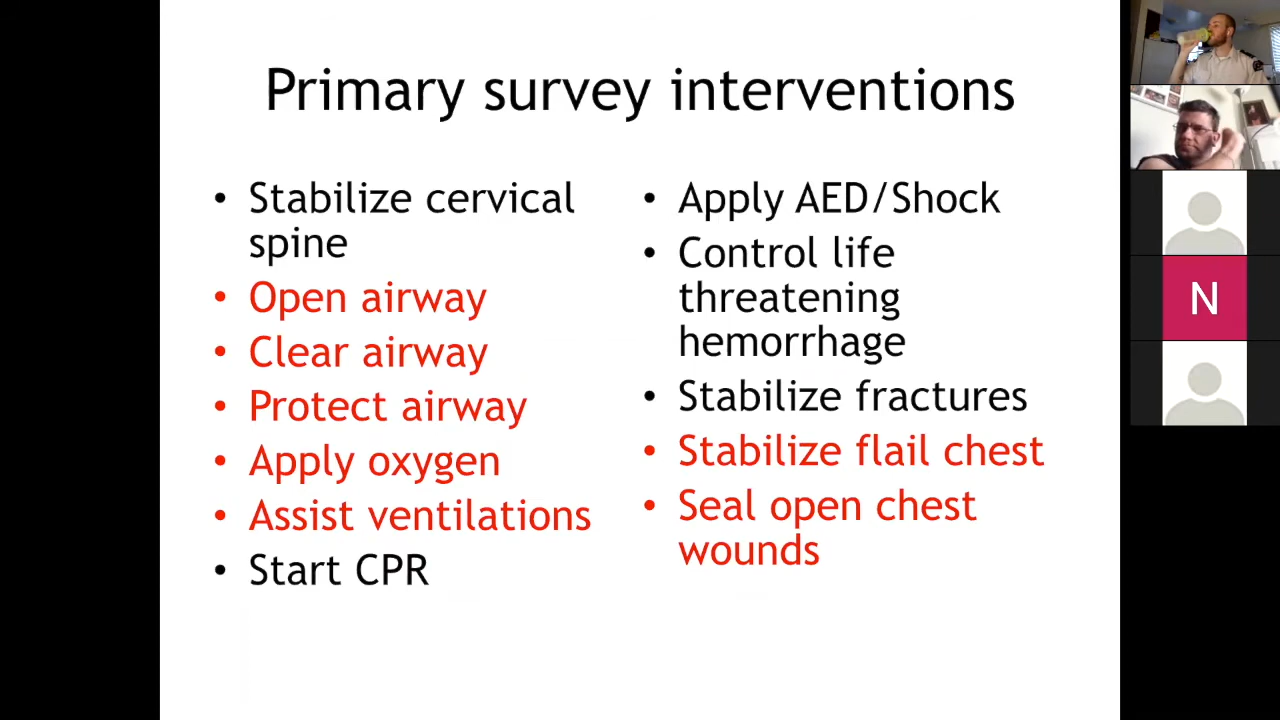 Primary survey interventions
• Stabilize cervical
spine
• Open airway
• Clear airway
• Protect airway
• Apply oxygen
• Assist ventilations
• Start CPR
• Apply AED/Shock
• Control life
threatening
hemorrhage
• Stabilize fractures
• Stabilize flail chest
• Seal open chest
wounds
N